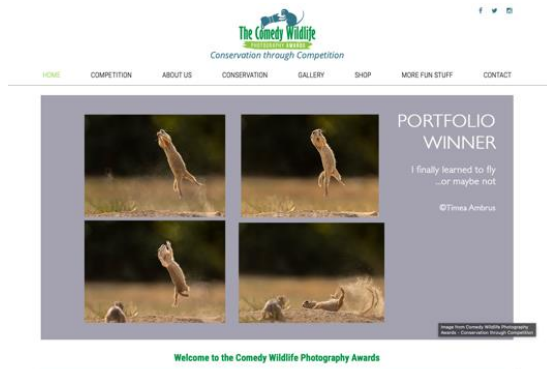 The Comedy Wildlife
PHOTOGRAPHY AWARDS
Conservation through Competition
HOME COMPETITION ABOUT US CONSERVATION GALLERY SHOP MORE FUN STUFF CONTACT
PORTFOLIO
WINNER
I finally learned to fly
...or maybe not
©Timea Ambrus
Image from Comedy Wildlife Photography
Awards - Conservation through Competition
Welcome to the Comedy Wildlife Photography Awards